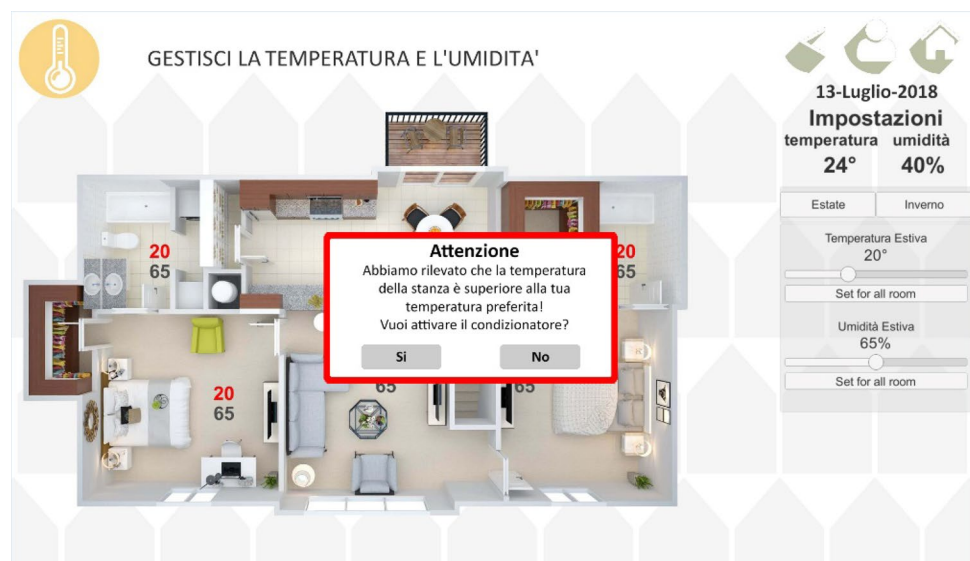 GESTISCI LA TEMPERATURA E L'UMIDITA'
13-Luglio-2018
Impostazioni
temperatura umidità
24° 40%
Estate Inverno
Temperatura Estiva
20°
Set for all room
Umidità Estiva
65%
Set for all room
20
65
20
65
Attenzione
Abbiamo rilevato che la temperatura
della stanza è superiore alla tua
temperatura preferita!
Vuoi attivare il condizionatore?
Si No
20
65
65
65